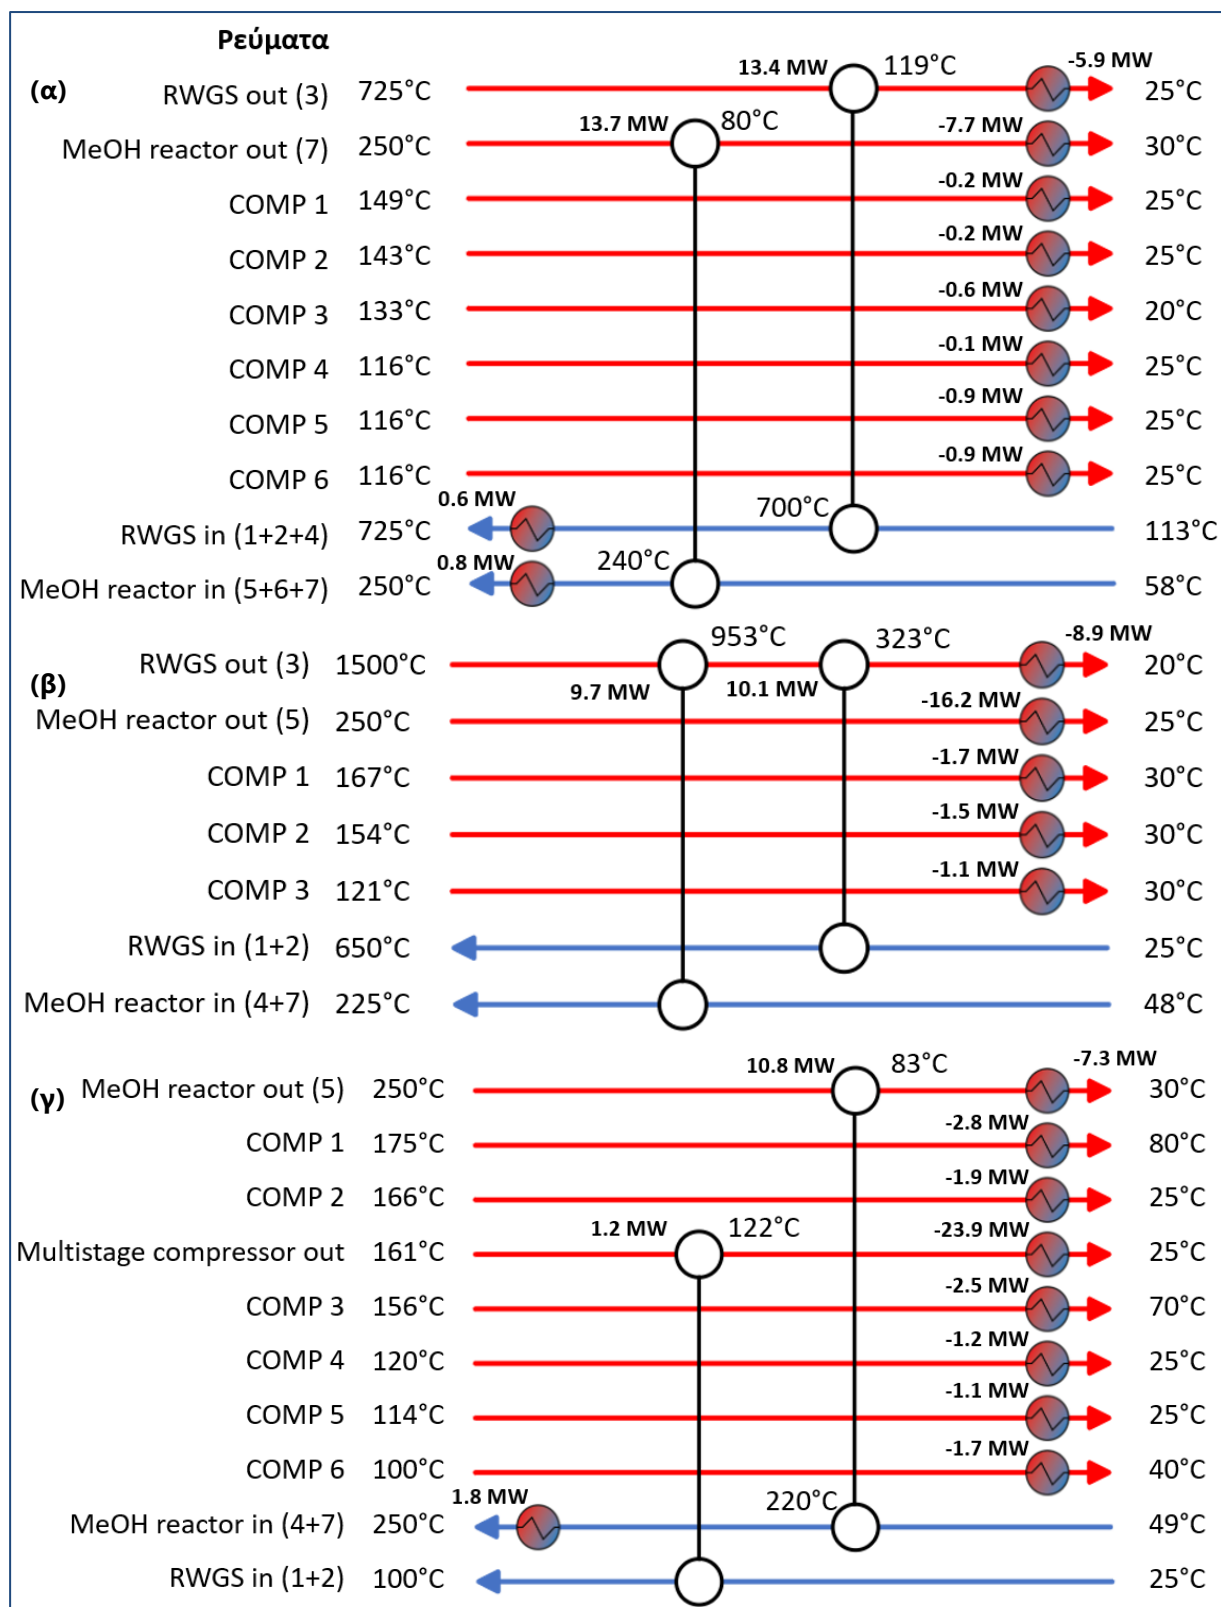 Ρεύματα
(α)
RWGS out (3) 725°C 13.4 MW 119°C -5.9 MW 25°C
MeOH reactor out (7) 250°C 13.7 MW 80°C -7.7 MW 30°C
COMP 1 149°C -0.2 MW 25°C
COMP 2 143°C -0.2 MW 25°C
COMP 3 133°C -0.6 MW 20°C
COMP 4 116°C -0.1 MW 25°C
COMP 5 116°C -0.9 MW 25°C
COMP 6 116°C -0.9 MW 25°C
RWGS in (1+2+4) 725°C 0.6 MW 700°C 113°C
MeOH reactor in (5+6+7) 250°C 0.8 MW 240°C 58°C
(β)
RWGS out (3) 1500°C 9.7 MW 953°C 10.1 MW 323°C -8.9 MW 20°C
MeOH reactor out (5) 250°C -16.2 MW 25°C
COMP 1 167°C -1.7 MW 30°C
COMP 2 154°C -1.5 MW 30°C
COMP 3 121°C -1.1 MW 30°C
RWGS in (1+2) 650°C 25°C
MeOH reactor in (4+7) 225°C 48°C
(γ)
MeOH reactor out (5) 250°C 10.8 MW 83°C -7.3 MW 30°C
COMP 1 175°C -2.8 MW 80°C
COMP 2 166°C -1.9 MW 25°C
Multistage compressor out 161°C 1.2 MW 122°C -23.9 MW 25°C
COMP 3 156°C -2.5 MW 70°C
COMP 4 120°C -1.2 MW 25°C
COMP 5 114°C -1.1 MW 25°C
COMP 6 100°C -1.7 MW 40°C
MeOH reactor in (4+7) 250°C 1.8 MW 220°C 49°C
RWGS in (1+2) 100°C 25°C